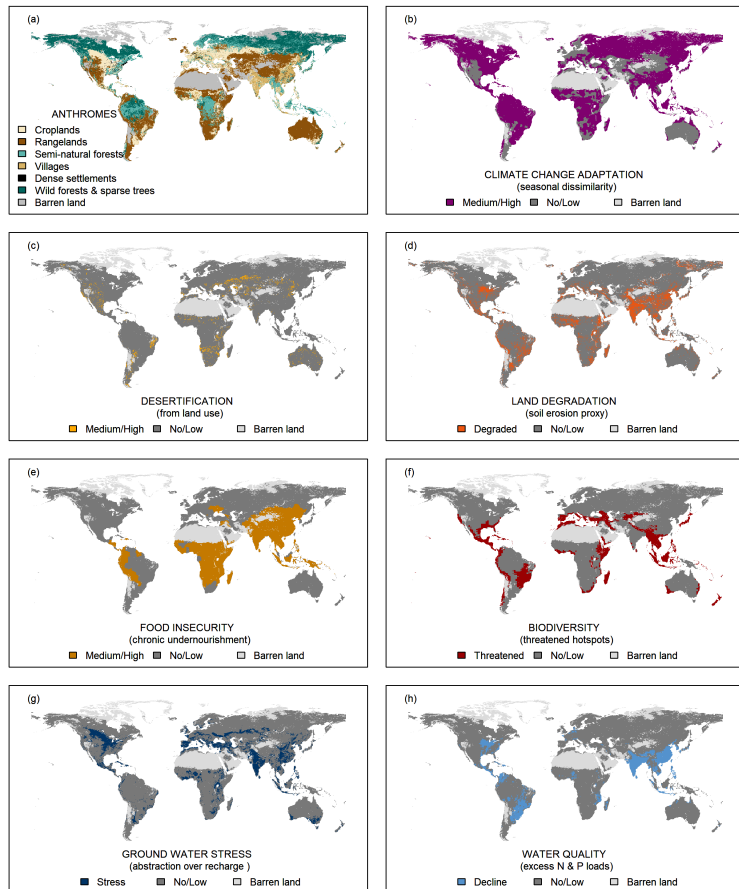 (a)
ANTHROMES
Croplands
Rangelands
Semi-natural forests
Villages
Dense settlements
Wild forests & sparse trees
Barren land
(b)
CLIMATE CHANGE ADAPTATION
(seasonal dissimilarity)
Medium/High No/Low Barren land
(c)
DESERTIFICATION
(from land use)
Medium/High No/Low Barren land
(d)
LAND DEGRADATION
(soil erosion proxy)
Degraded No/Low Barren land
(e)
FOOD INSECURITY
(chronic undernourishment)
Medium/High No/Low Barren land
(f)
BIODIVERSITY
(threatened hotspots)
Threatened No/Low Barren land
(g)
GROUND WATER STRESS
(abstraction over recharge )
Stress No/Low Barren land
(h)
WATER QUALITY
(excess N & P loads)
Decline No/Low Barren land